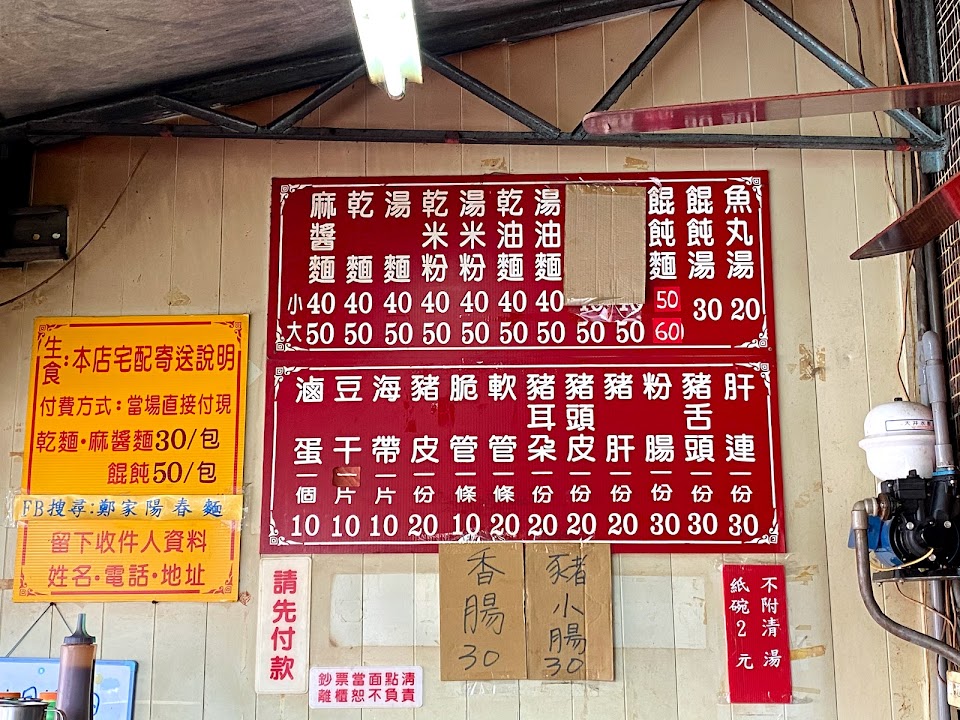 麻醬麵 小40 大50
乾麵 40 50
湯麵 40 50
乾米粉 40 50
湯米粉 40 50
乾油麵 40 50
湯油麵 40 50
50
50
餛飩麵 50 60
餛飩湯 30
魚丸湯 20
滷蛋 一個 10
豆干 一片 10
海帶 一片 10
豬皮 一份 20
脆管 一條 10
軟管 一條 20
豬耳朵 一份 20
豬頭皮 一份 20
豬肝 一份 20
粉腸 一份 30
豬舌頭 一份 30
肝連 一份 30
生食:本店宅配寄送說明
付費方式:當場直接付現
乾麵·麻醬麵30/包
餛飩50/包
FB搜尋:鄭家陽春麵
留下收件人資料
姓名·電話·地址
請先付款
鈔票當面點清
離櫃恕不負責
香腸 30
豬小腸 30
不附清湯
紙碗2元